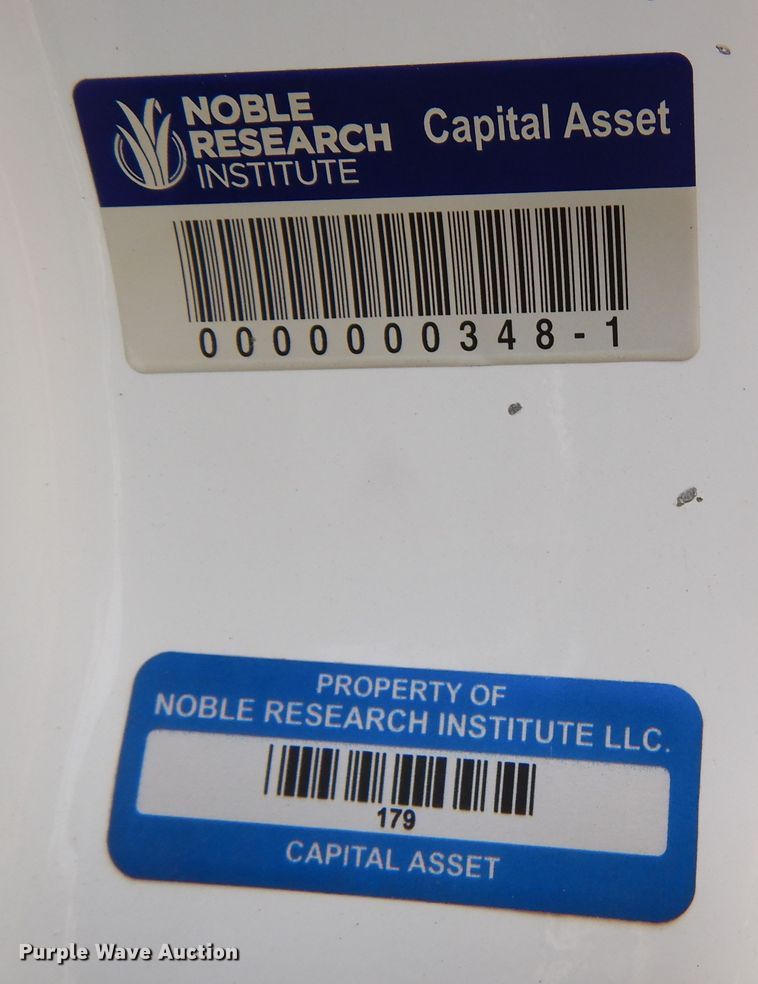 NOBLE
RESEARCH
INSTITUTE
Capital Asset
0000000348-1
PROPERTY OF
NOBLE RESEARCH INSTITUTE LLC.
179
CAPITAL ASSET
Purple Wave Auction